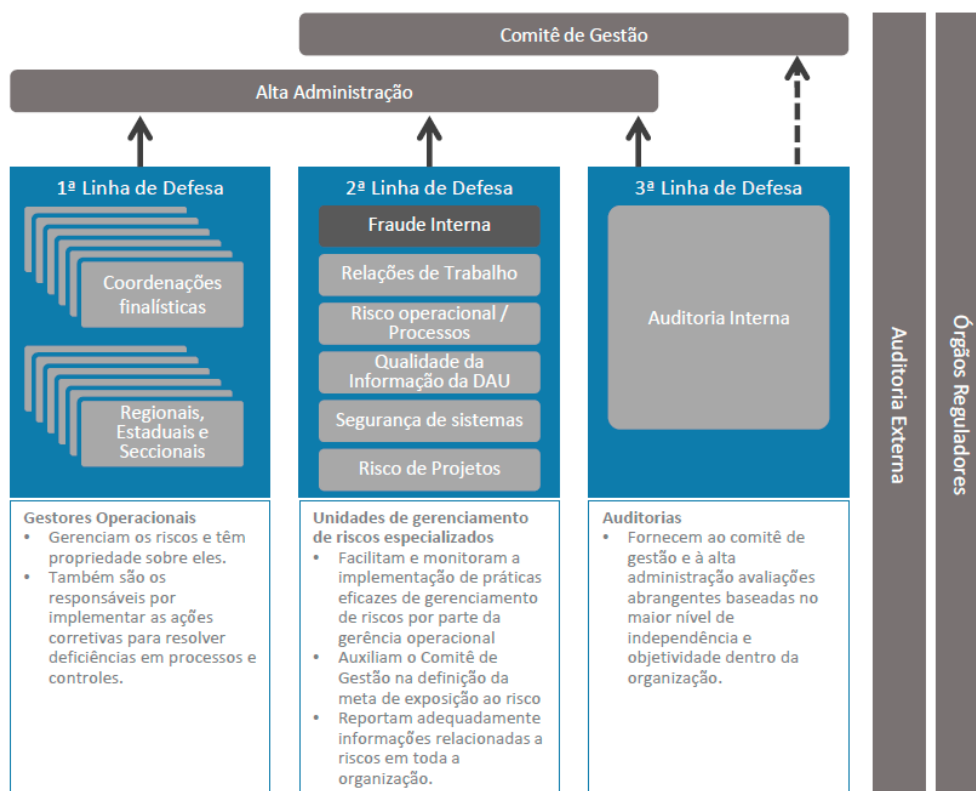 Comitê de Gestão
Alta Administração
1ª Linha de Defesa
Coordenações
finalísticas
Regionais,
Estaduais e
Seccionais
Gestores Operacionais
• Gerenciam os riscos e têm
propriedade sobre eles.
• Também são os
responsáveis por
implementar as ações
corretivas para resolver
deficiências em processos e
controles.
2ª Linha de Defesa
Fraude Interna
Relações de Trabalho
Risco operacional /
Processos
Qualidade da
Informação da DAU
Segurança de sistemas
Risco de Projetos
Unidades de gerenciamento
de riscos especializados
• Facilitam e monitoram a
implementação de práticas
eficazes de gerenciamento
de riscos por parte da
gerência operacional
• Auxiliam o Comitê de
Gestão na definição da
meta de exposição ao risco
• Reportam adequadamente
informações relacionadas a
riscos em toda a
organização.
3ª Linha de Defesa
Auditoria Interna
Auditorias
• Fornecem ao comitê de
gestão e à alta
administração avaliações
abrangentes baseadas no
maior nível de
independência e
objetividade dentro da
organização.
Auditoria Externa
Órgãos Reguladores